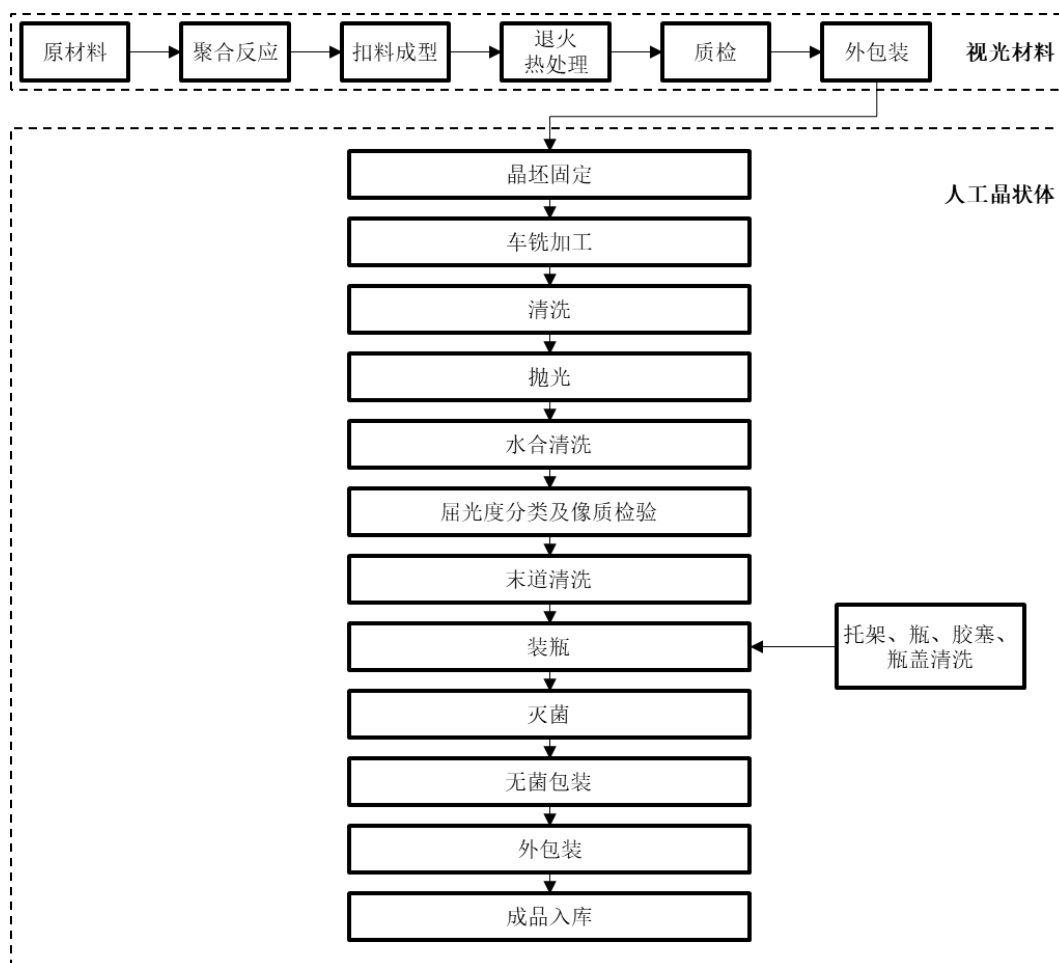 原材料
聚合反应
扣料成型
退火
热处理
质检
外包装
视光材料
晶坯固定
人工晶状体
车铣加工
清洗
抛光
水合清洗
屈光度分类及像质检验
末道清洗
装瓶
托架、瓶、胶塞、
瓶盖清洗
灭菌
无菌包装
外包装
成品入库